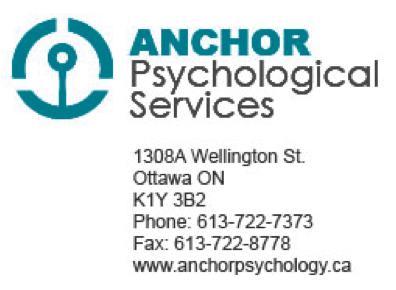 ANCHOR
Psychological
Services
1308A Wellington St.
Ottawa ON
K1Y 3B2
Phone: 613-722-7373
Fax: 613-722-8778
www.anchorpsychology.ca